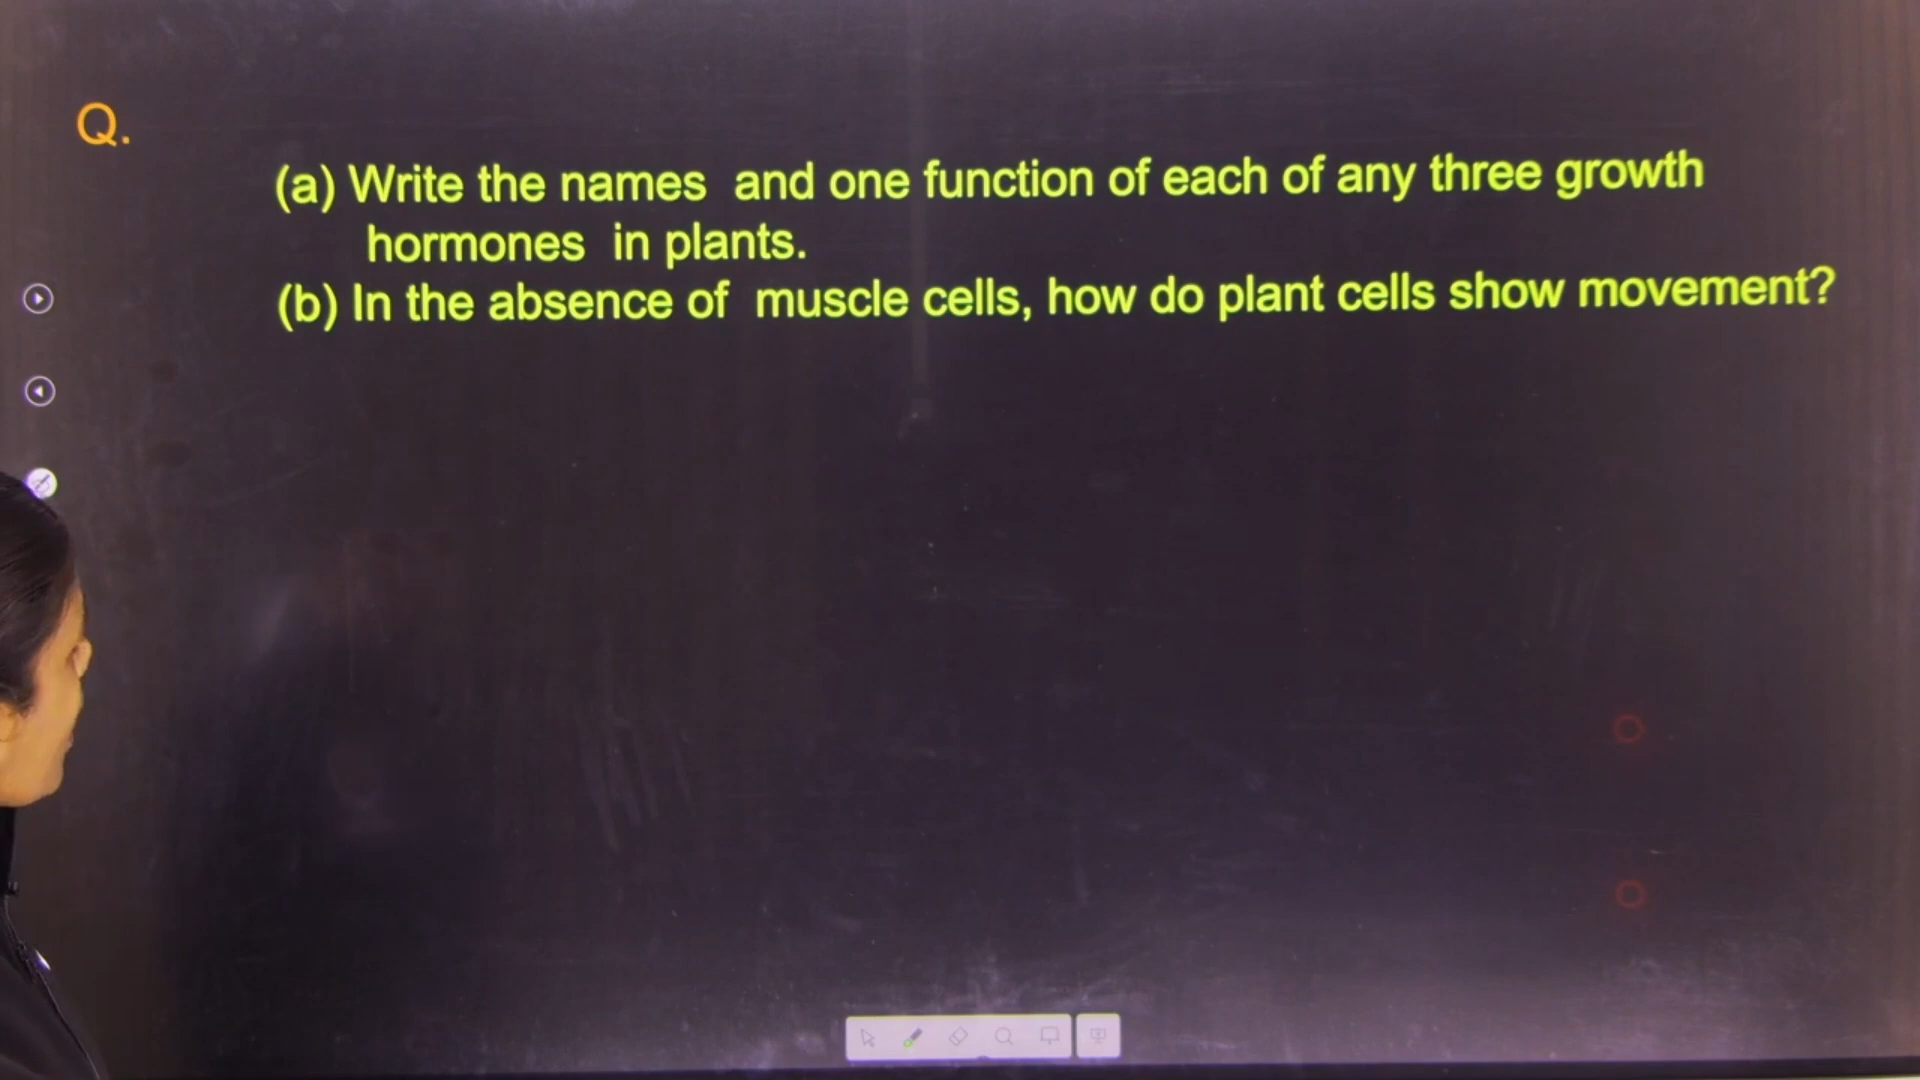 Q.
(a) Write the names and one function of each of any three growth
hormones in plants.
(b) In the absence of muscle cells, how do plant cells show movement?